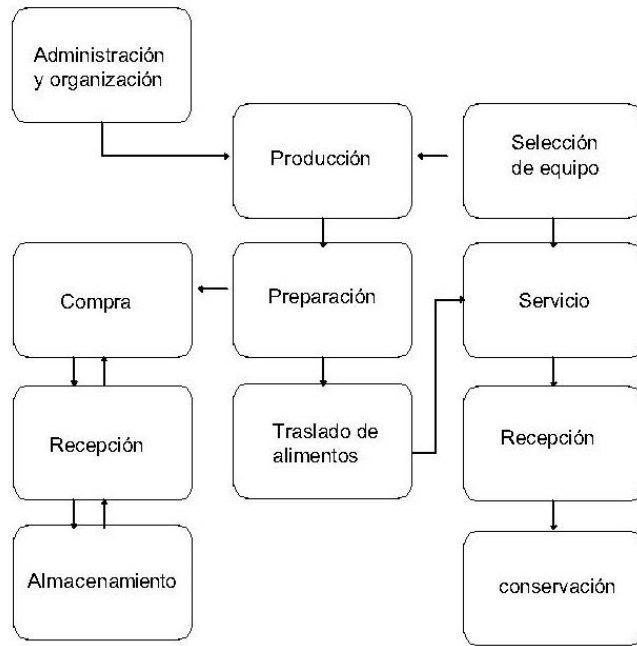 Administración
y organización
Producción
Selección
de equipo
Compra
Preparación
Servicio
Recepción
Traslado de
alimentos
Recepción
Almacenamiento
conservación